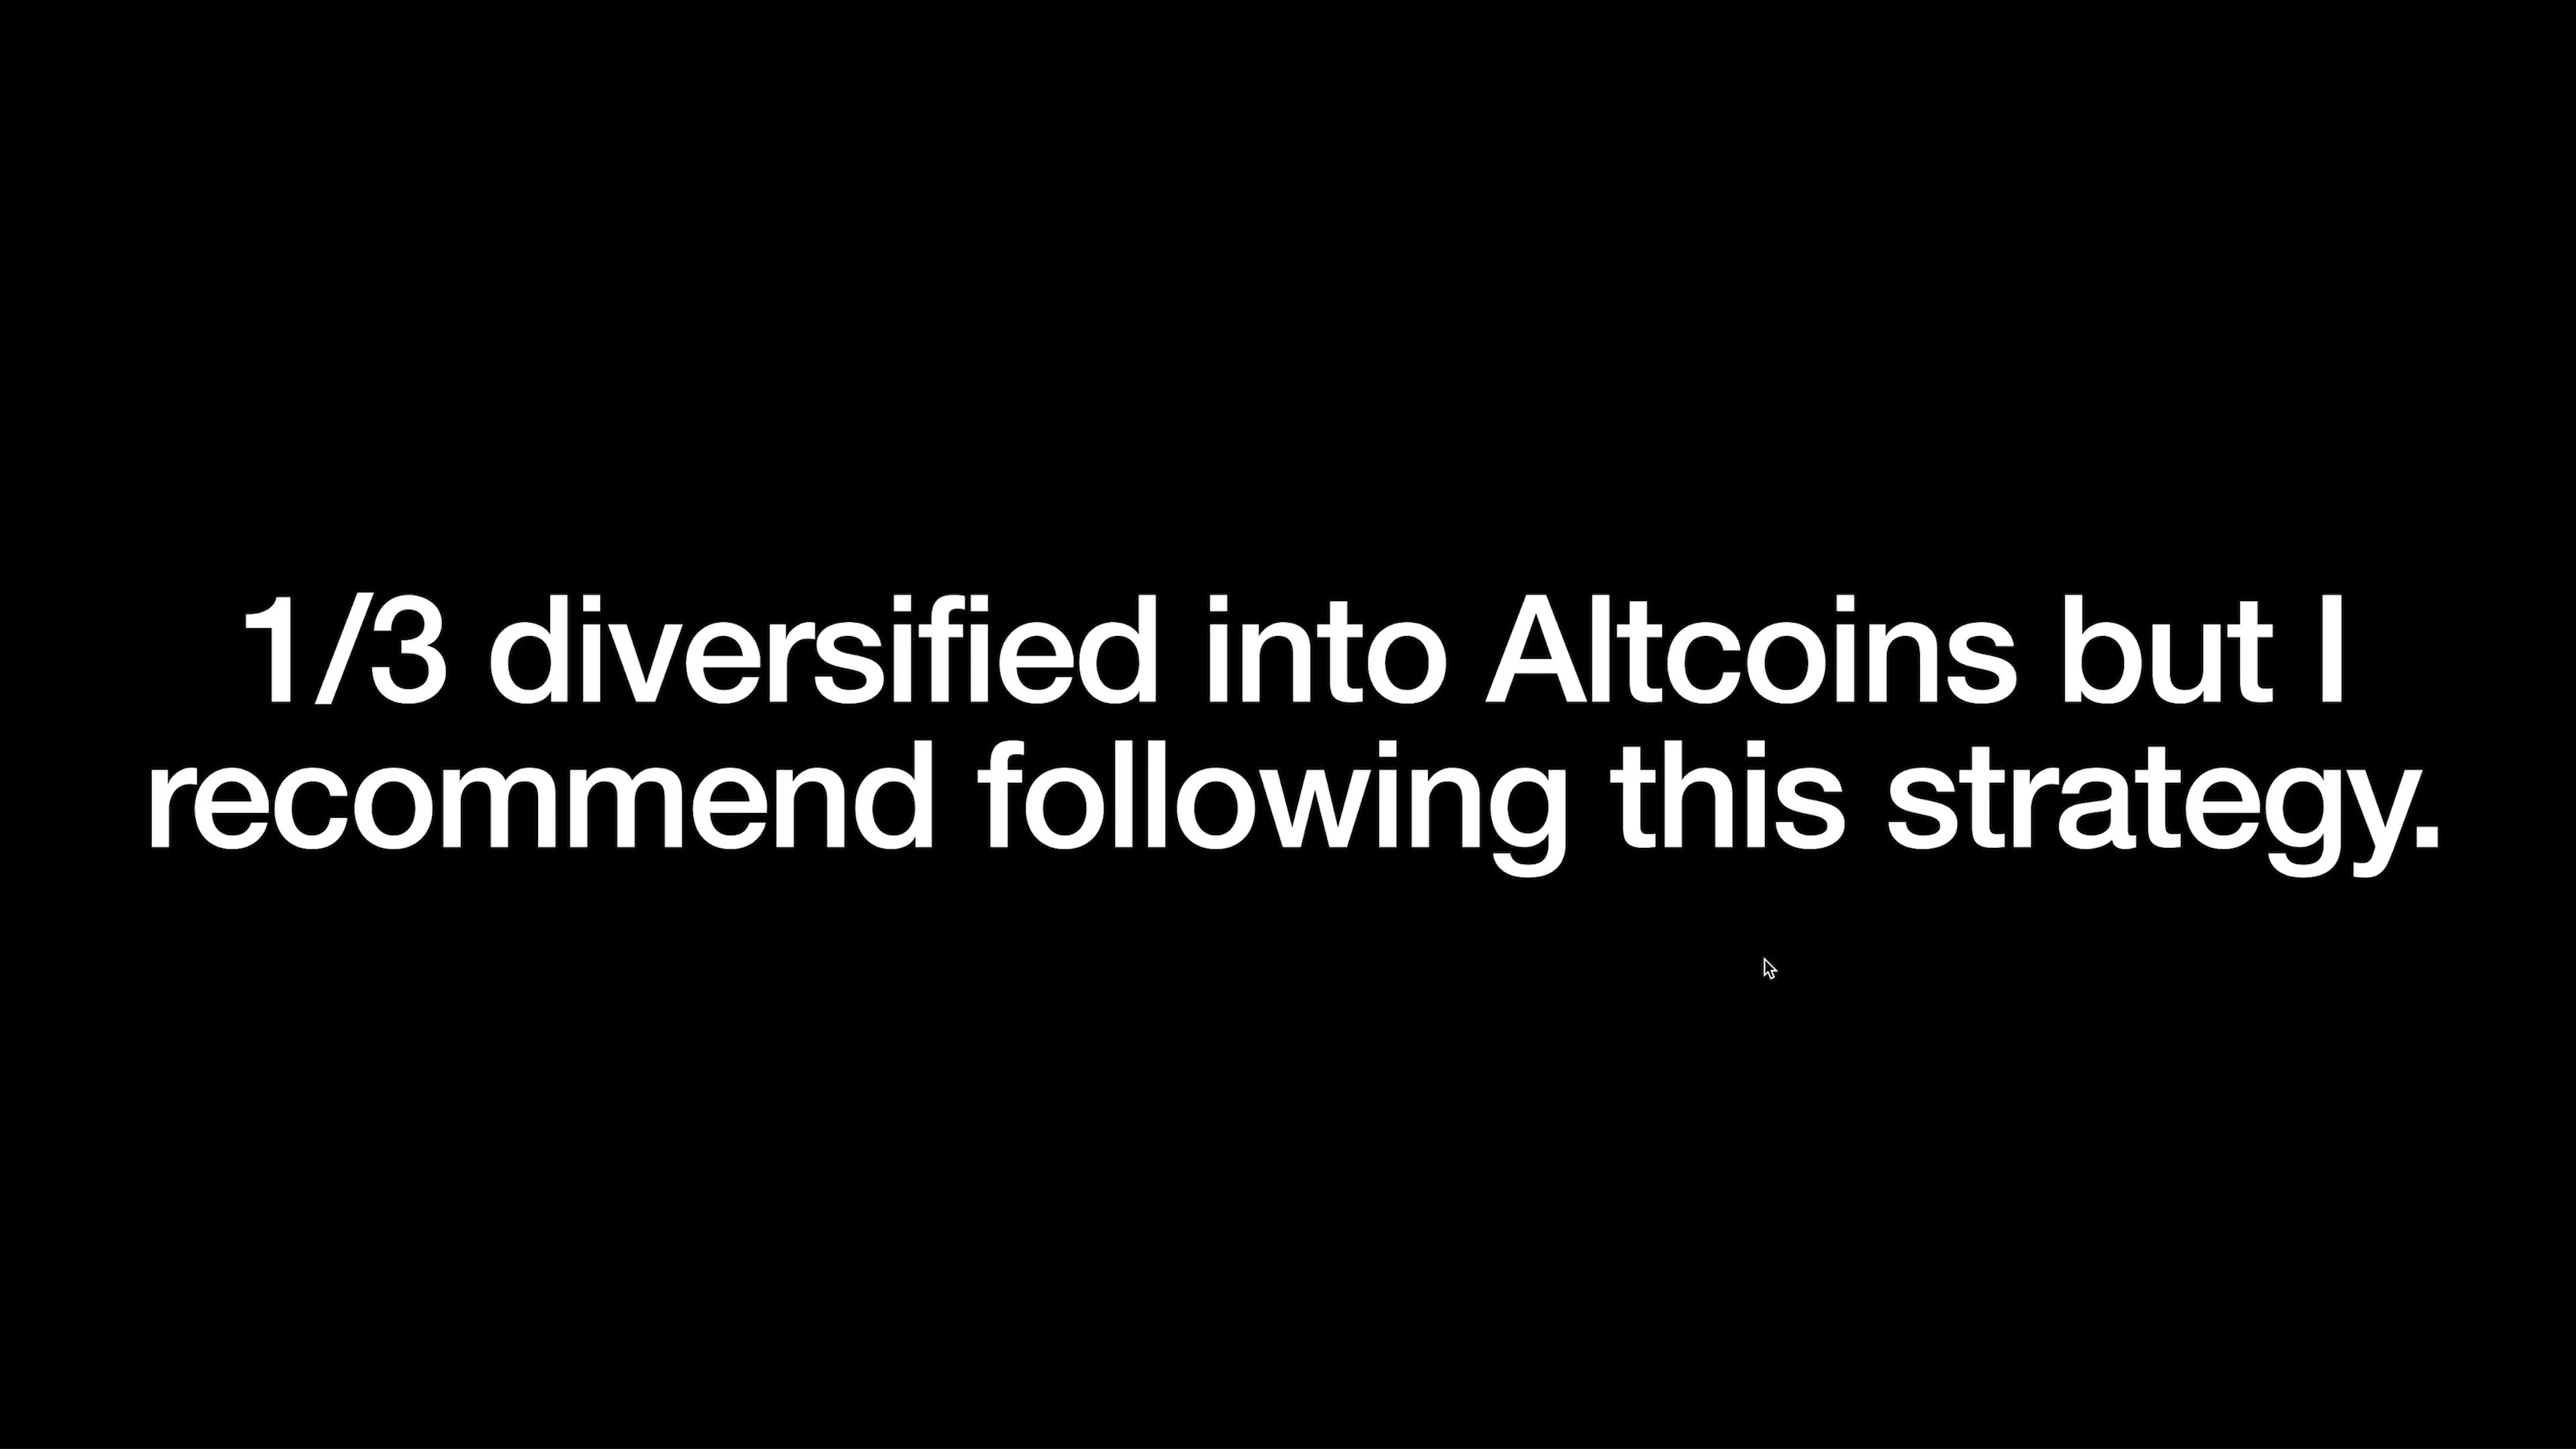 1/3 diversified into Altcoins but I
recommend following this strategy.